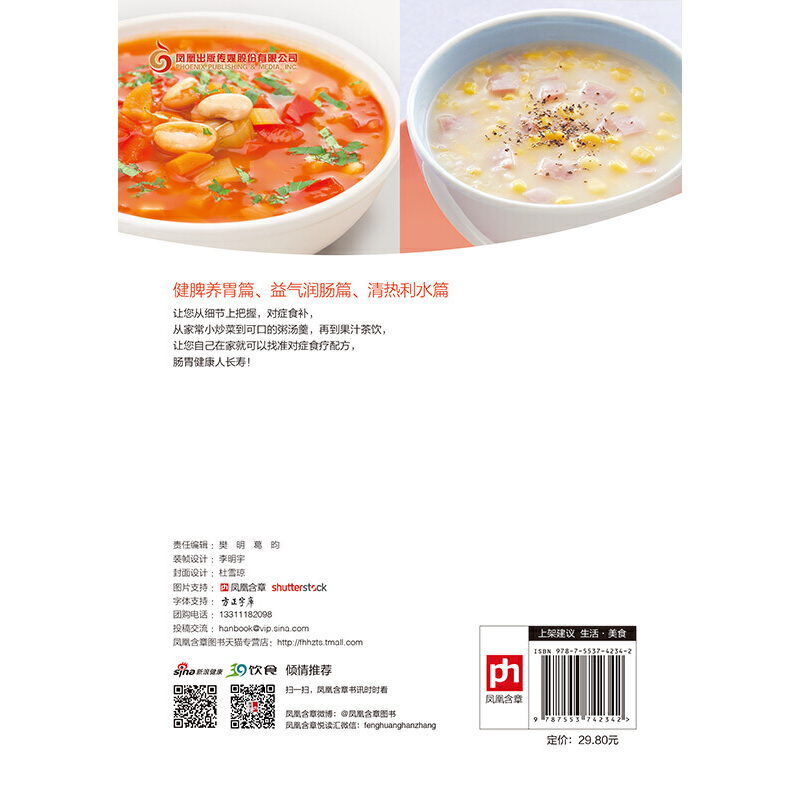 凤凰出版传媒股份有限公司
PHOENIX PUBLISHING & MEDIA, INC.
健脾养胃篇、益气润肠篇、清热利水篇
让您从细节上把握，对症食补，
从家常小炒菜到可口的粥汤羹，再到果汁茶饮，
让您自己在家就可以找准对症食疗配方，
肠胃健康人长寿！
责任编辑：樊 明 葛 昀
装帧设计：李明宇
封面设计：杜雪琼
图片支持：凤凰含章 shutterstock
字体支持：方正字库
团购电话：13311182098
投稿交流：hanbook@vip.sina.com
凤凰含章图书天猫专营店：http://fhhzts.tmall.com
sina 新浪健康 39饮食 倾情推荐
扫一扫，凤凰含章书讯时时看
凤凰含章微博：@凤凰含章图书
凤凰含章悦读汇微信：fenghuanghanzhang
ph
凤凰含章
上架建议 生活·美食
ISBN 978-7-5537-4234-2
9 787553 742342 >
定价：29.80元